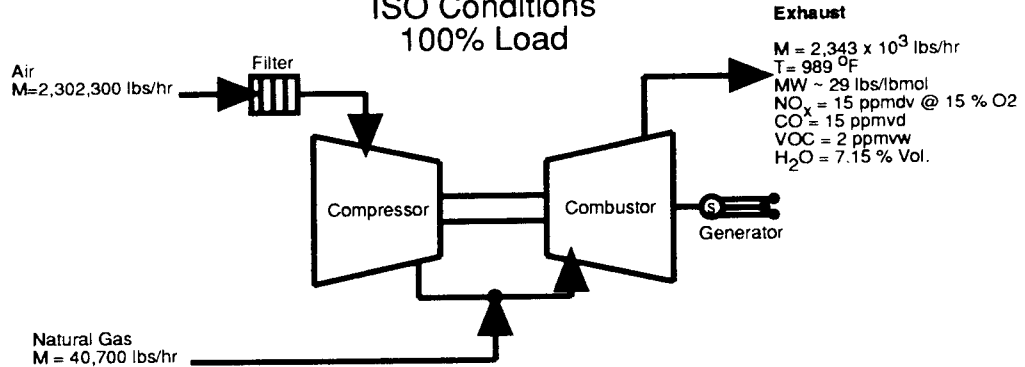 ISO Conditions
100% Load
Exhaust
M = 2,343 x 10³ lbs/hr
T= 989 ºF
MW ~ 29 lbs/lbmol
NOₓ = 15 ppmdv @ 15 % O2
CO = 15 ppmvd
VOC = 2 ppmvw
H₂O = 7.15 % Vol.
Air
M=2,302,300 lbs/hr
Filter
Compressor
Combustor
S
Generator
Natural Gas
M = 40,700 lbs/hr